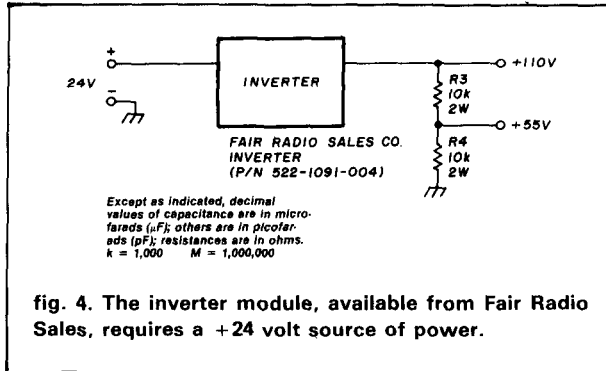 +
24V
−
INVERTER
+110V
R3
10k
2W
+55V
R4
10k
2W
FAIR RADIO SALES CO.
INVERTER
(P/N 522-1091-004)
Except as indicated, decimal
values of capacitance are in micro-
farads (μF); others are in picofar-
ads (pF); resistances are in ohms.
k = 1,000 M = 1,000,000
fig. 4. The inverter module, available from Fair Radio
Sales, requires a +24 volt source of power.